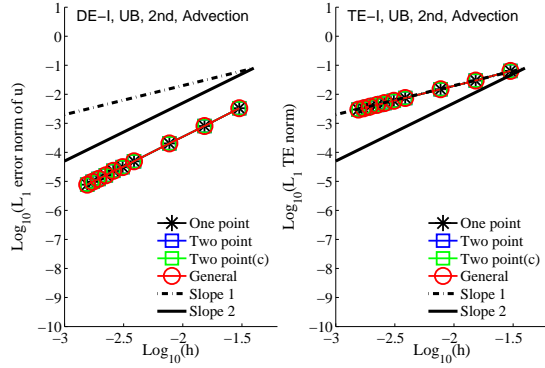 DE−I, UB, 2nd, Advection
1
0
−1
−2
−3
−4
−5
−6
−7
−8
−9
−10
Log10(L1 error norm of u)
One point
Two point
Two point(c)
General
Slope 1
Slope 2
−3
−2.5
−2
−1.5
Log10(h)
TE−I, UB, 2nd, Advection
1
0
−1
−2
−3
−4
−5
−6
−7
−8
−9
−10
Log10(L1 TE norm)
One point
Two point
Two point(c)
General
Slope 1
Slope 2
−3
−2.5
−2
−1.5
Log10(h)